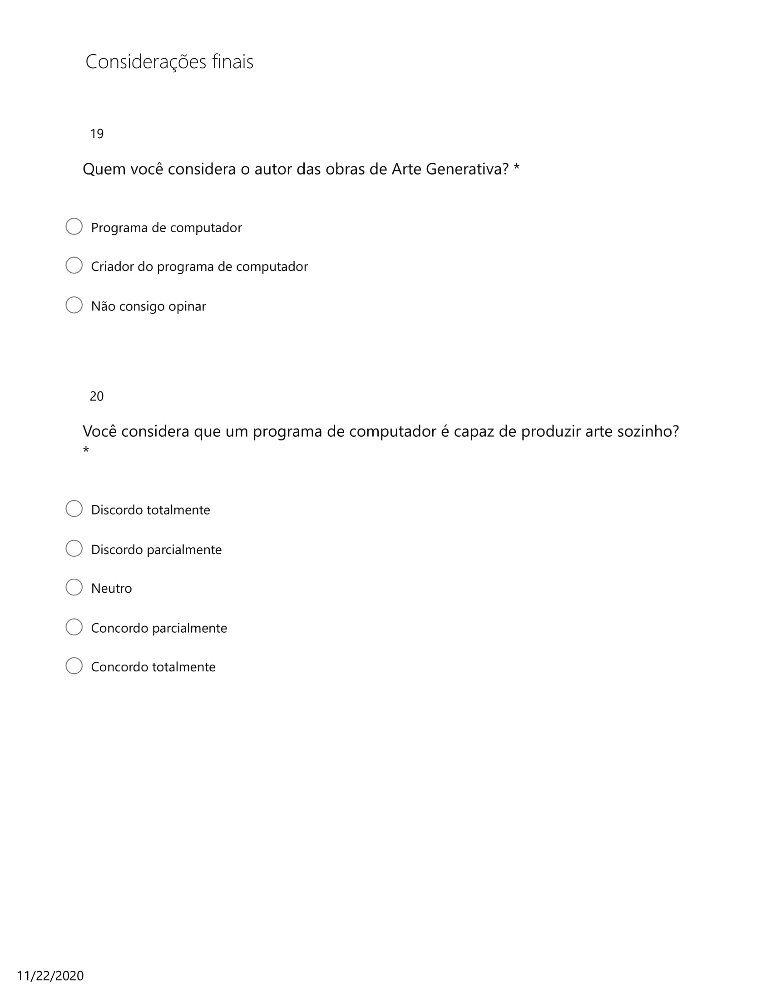 Considerações finais
19
Quem você considera o autor das obras de Arte Generativa? *
Programa de computador
Criador do programa de computador
Não consigo opinar
20
Você considera que um programa de computador é capaz de produzir arte sozinho?
*
Discordo totalmente
Discordo parcialmente
Neutro
Concordo parcialmente
Concordo totalmente
11/22/2020